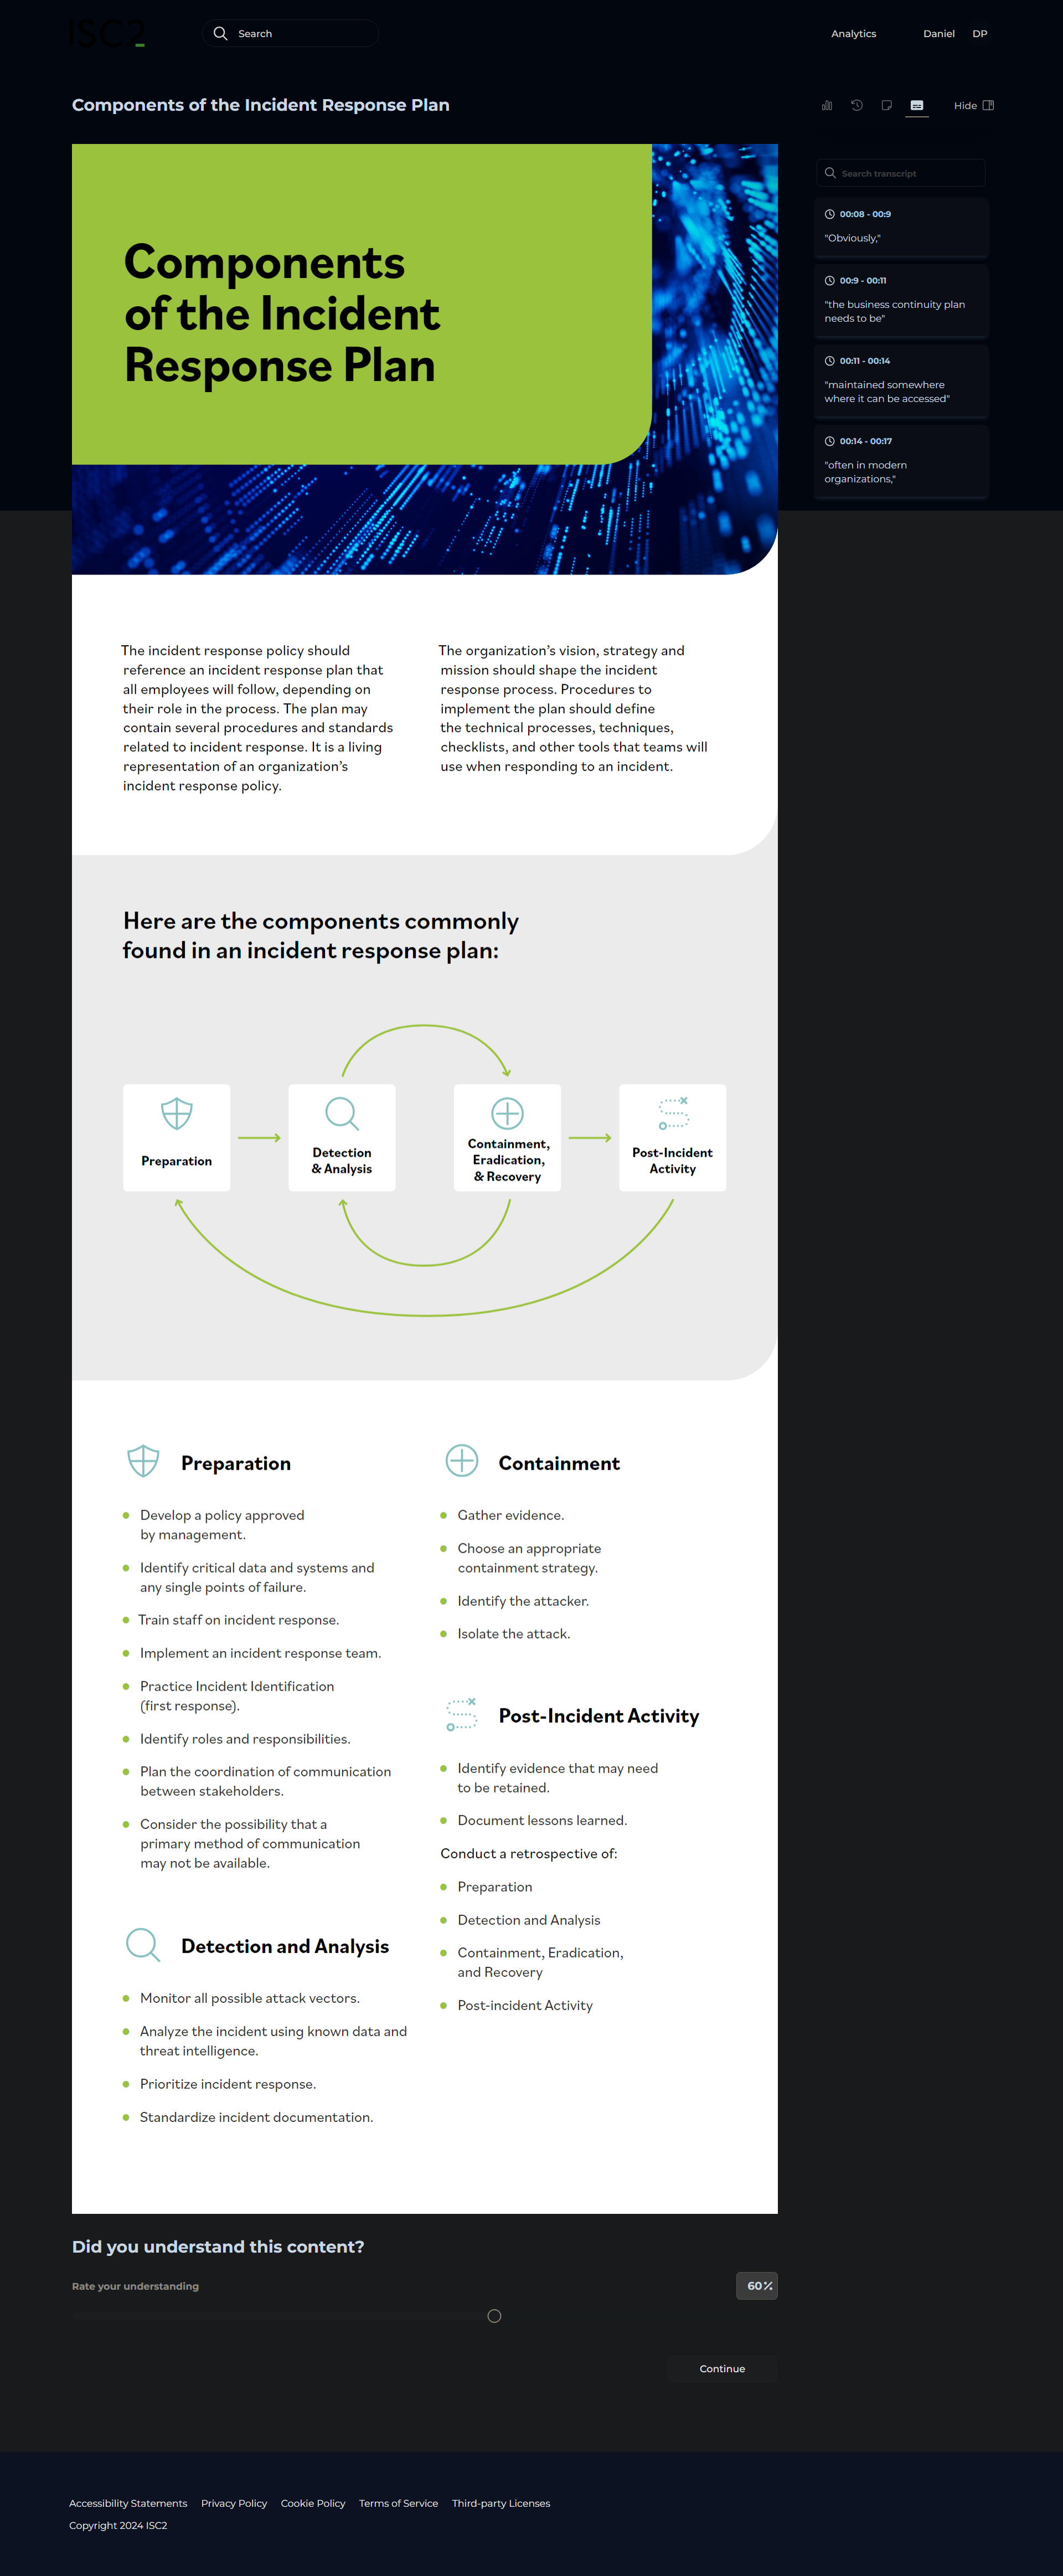 ISC2
Search
Analytics
Daniel
DP
Components of the Incident Response Plan
Hide
Search transcript
00:08 - 00:9
"Obviously,"
00:9 - 00:11
"the business continuity plan
needs to be"
00:11 - 00:14
"maintained somewhere
where it can be accessed"
00:14 - 00:17
"often in modern
organizations,"
Components
of the Incident
Response Plan
The incident response policy should
reference an incident response plan that
all employees will follow, depending on
their role in the process. The plan may
contain several procedures and standards
related to incident response. It is a living
representation of an organization’s
incident response policy.
The organization’s vision, strategy and
mission should shape the incident
response process. Procedures to
implement the plan should define
the technical processes, techniques,
checklists, and other tools that teams will
use when responding to an incident.
Here are the components commonly
found in an incident response plan:
Preparation
Detection
& Analysis
Containment,
Eradication,
& Recovery
Post-Incident
Activity
Preparation
Develop a policy approved
by management.
Identify critical data and systems and
any single points of failure.
Train staff on incident response.
Implement an incident response team.
Practice Incident Identification
(first response).
Identify roles and responsibilities.
Plan the coordination of communication
between stakeholders.
Consider the possibility that a
primary method of communication
may not be available.
Detection and Analysis
Monitor all possible attack vectors.
Analyze the incident using known data and
threat intelligence.
Prioritize incident response.
Standardize incident documentation.
Containment
Gather evidence.
Choose an appropriate
containment strategy.
Identify the attacker.
Isolate the attack.
Post-Incident Activity
Identify evidence that may need
to be retained.
Document lessons learned.
Conduct a retrospective of:
Preparation
Detection and Analysis
Containment, Eradication,
and Recovery
Post-incident Activity
Did you understand this content?
Rate your understanding
60%
Continue
Accessibility Statements
Privacy Policy
Cookie Policy
Terms of Service
Third-party Licenses
Copyright 2024 ISC2